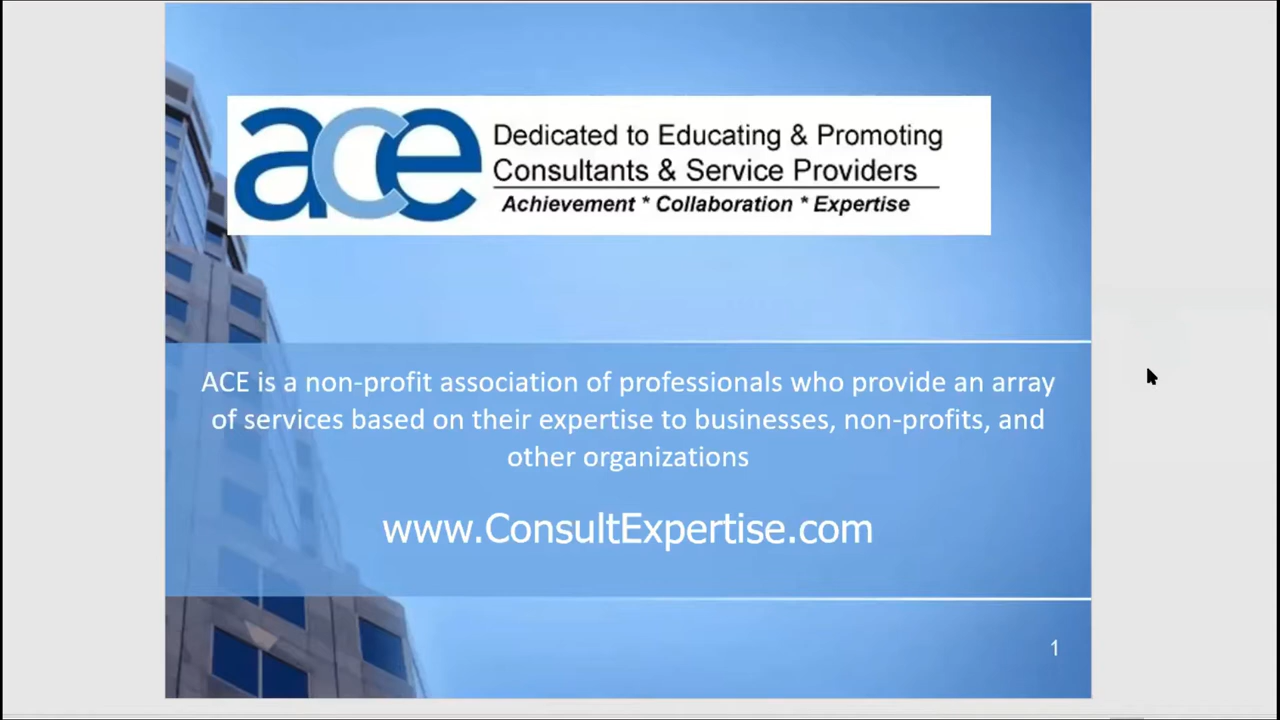 ace
Dedicated to Educating & Promoting
Consultants & Service Providers
Achievement * Collaboration * Expertise
ACE is a non-profit association of professionals who provide an array
of services based on their expertise to businesses, non-profits, and
other organizations
www.ConsultExpertise.com
1